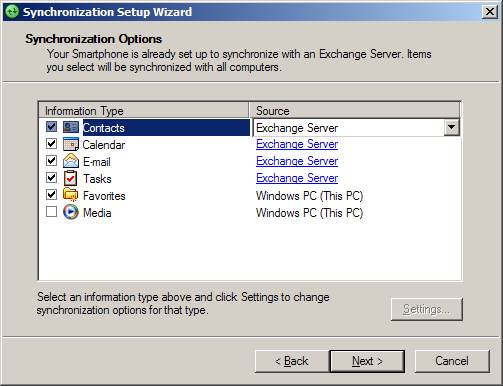 Synchronization Setup Wizard
Synchronization Options
Your Smartphone is already set up to synchronize with an Exchange Server. Items
you select will be synchronized with all computers.
Information Type Source
Contacts Exchange Server
Calendar Exchange Server
E-mail Exchange Server
Tasks Exchange Server
Favorites Windows PC (This PC)
Media Windows PC (This PC)
Select an information type above and click Settings to change
synchronization options for that type.
Settings...
< Back Next > Cancel